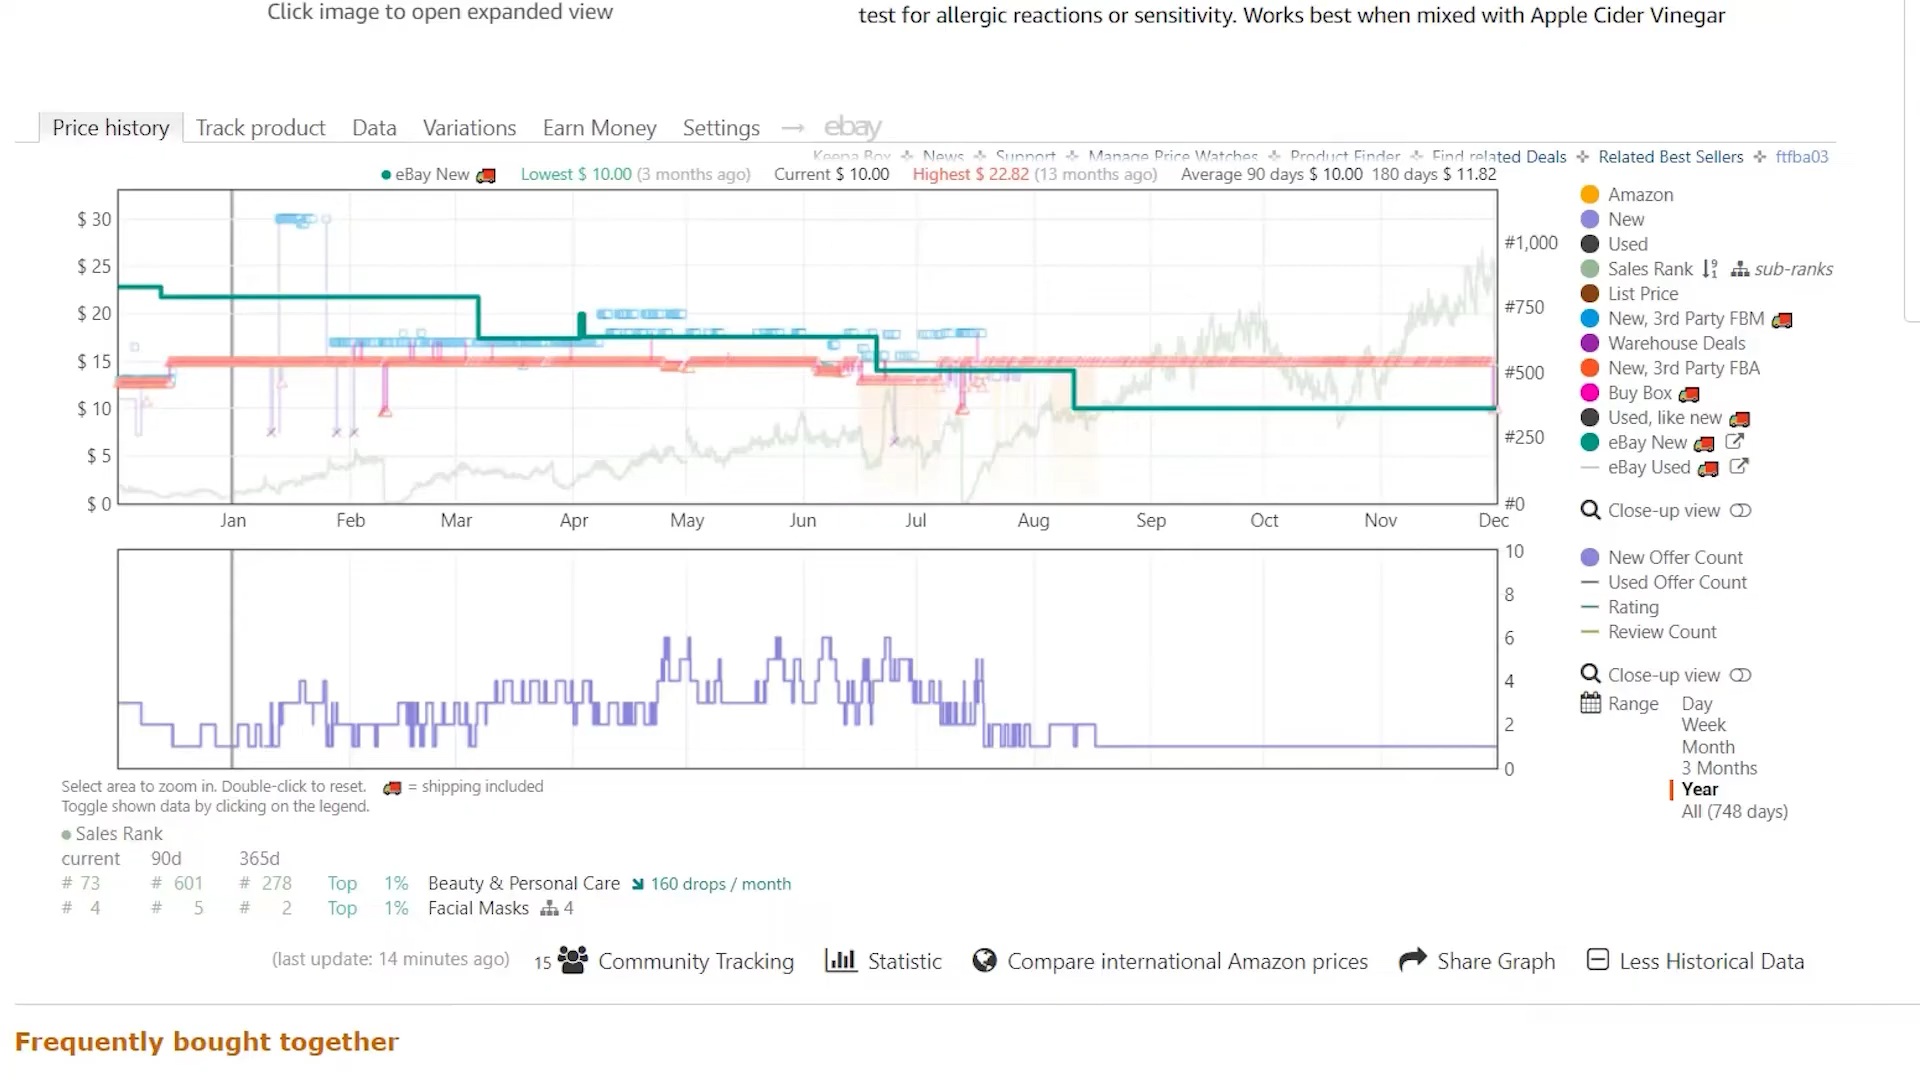 Click image to open expanded view
test for allergic reactions or sensitivity. Works best when mixed with Apple Cider Vinegar
Price history Track product Data Variations Earn Money Settings → ebay
Keepa Box News Support Manage Price Watches Product Finder Find related Deals Related Best Sellers ftfba03
eBay New Lowest $ 10.00 (3 months ago) Current $ 10.00 Highest $ 22.82 (13 months ago) Average 90 days $ 10.00 180 days $ 11.82
$ 30
$ 25
$ 20
$ 15
$ 10
$ 5
$ 0
#1,000
#750
#500
#250
#0
Jan Feb Mar Apr May Jun Jul Aug Sep Oct Nov Dec
Amazon
New
Used
Sales Rank sub-ranks
List Price
New, 3rd Party FBM
Warehouse Deals
New, 3rd Party FBA
Buy Box
Used, like new
eBay New
eBay Used
Close-up view
10
8
6
4
2
0
New Offer Count
Used Offer Count
Rating
Review Count
Close-up view
Range Day
Week
Month
3 Months
Year
All (748 days)
Select area to zoom in. Double-click to reset. = shipping included
Toggle shown data by clicking on the legend.
Sales Rank
current 90d 365d
# 73 # 601 # 278 Top 1% Beauty & Personal Care 160 drops / month
# 4 # 5 # 2 Top 1% Facial Masks 4
(last update: 14 minutes ago) 15 Community Tracking Statistic Compare international Amazon prices Share Graph Less Historical Data
Frequently bought together